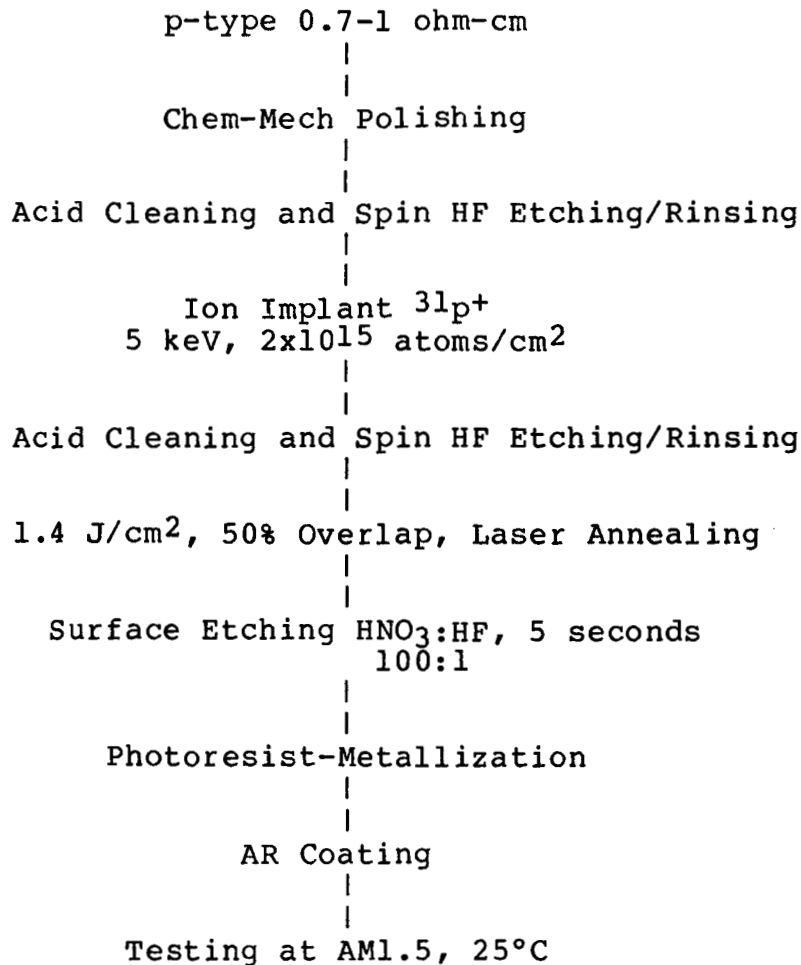 p-type 0.7-1 ohm-cm
Chem-Mech Polishing
Acid Cleaning and Spin HF Etching/Rinsing
Ion Implant 31p+
5 keV, 2x1015 atoms/cm2
Acid Cleaning and Spin HF Etching/Rinsing
1.4 J/cm2, 50% Overlap, Laser Annealing
Surface Etching HNO3:HF, 5 seconds
100:1
Photoresist-Metallization
AR Coating
Testing at AM1.5, 25°C